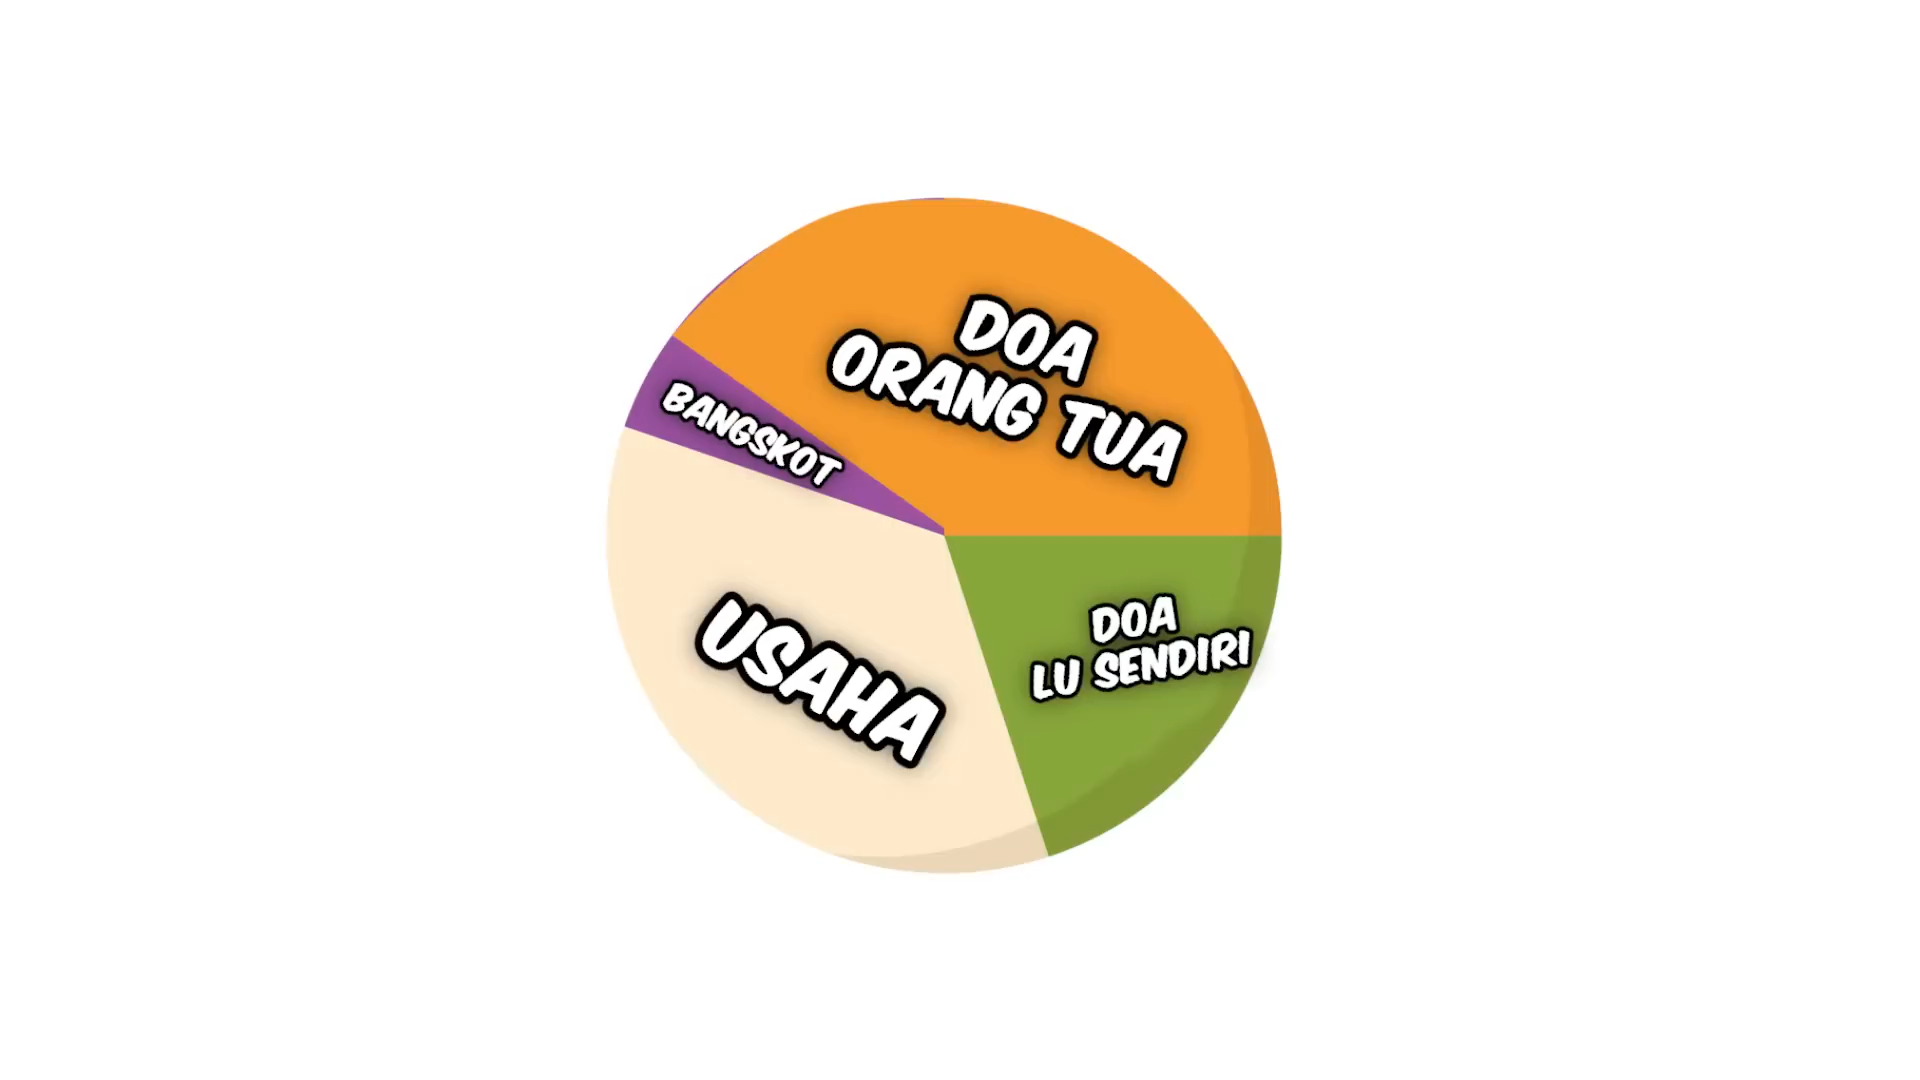 DOA
ORANG TUA
BANGSKOT
DOA
LU SENDIRI
USAHA